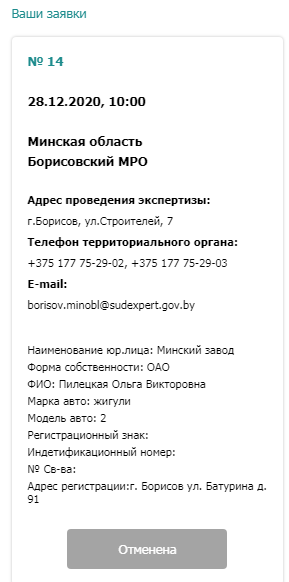 Ваши заявки
№ 14
28.12.2020, 10:00
Минская область
Борисовский МРО
Адрес проведения экспертизы:
г.Борисов, ул.Строителей, 7
Телефон территориального органа:
+375 177 75-29-02, +375 177 75-29-03
E-mail:
borisov.minobl@sudexpert.gov.by
Наименование юр.лица: Минский завод
Форма собственности: ОАО
ФИО: Пилецкая Ольга Викторовна
Марка авто: жигули
Модель авто: 2
Регистрационный знак:
Индетификационный номер:
№ Св-ва:
Адрес регистрации:г. Борисов ул. Батурина д.
91
Отменена